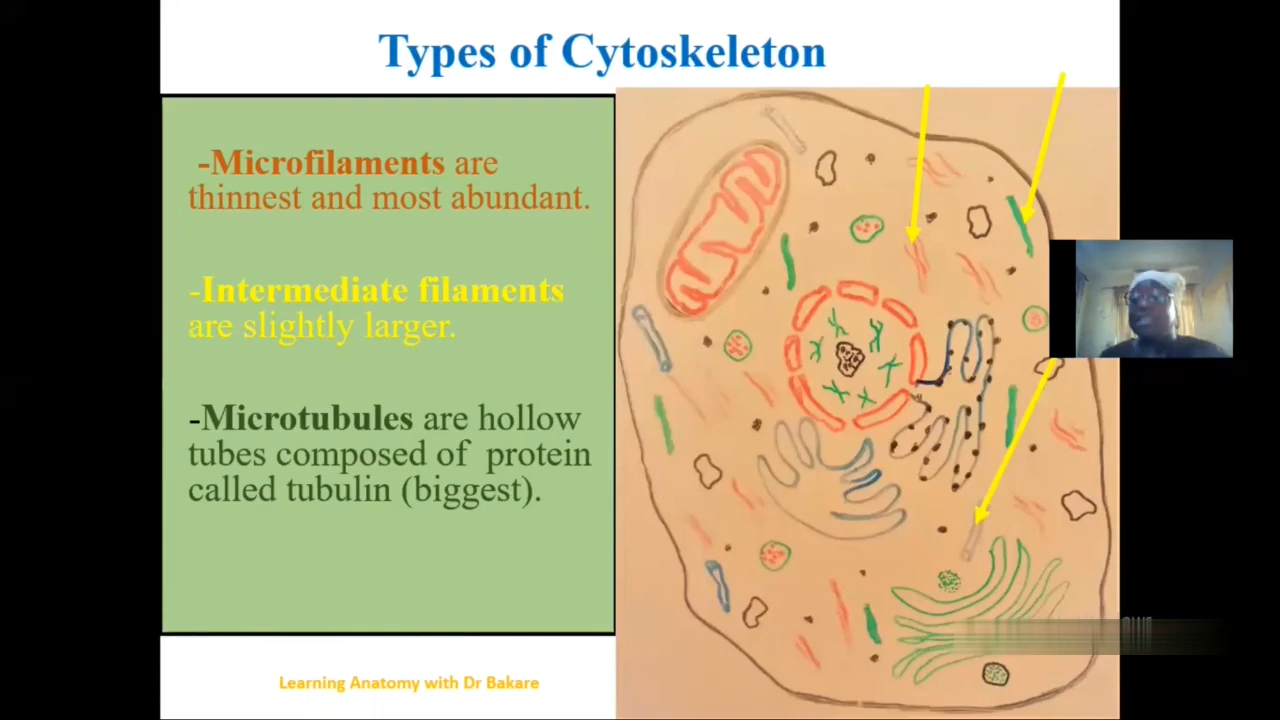 Types of Cytoskeleton
-Microfilaments are
thinnest and most abundant.
-Intermediate filaments
are slightly larger.
-Microtubules are hollow
tubes composed of protein
called tubulin (biggest).
Learning Anatomy with Dr Bakare